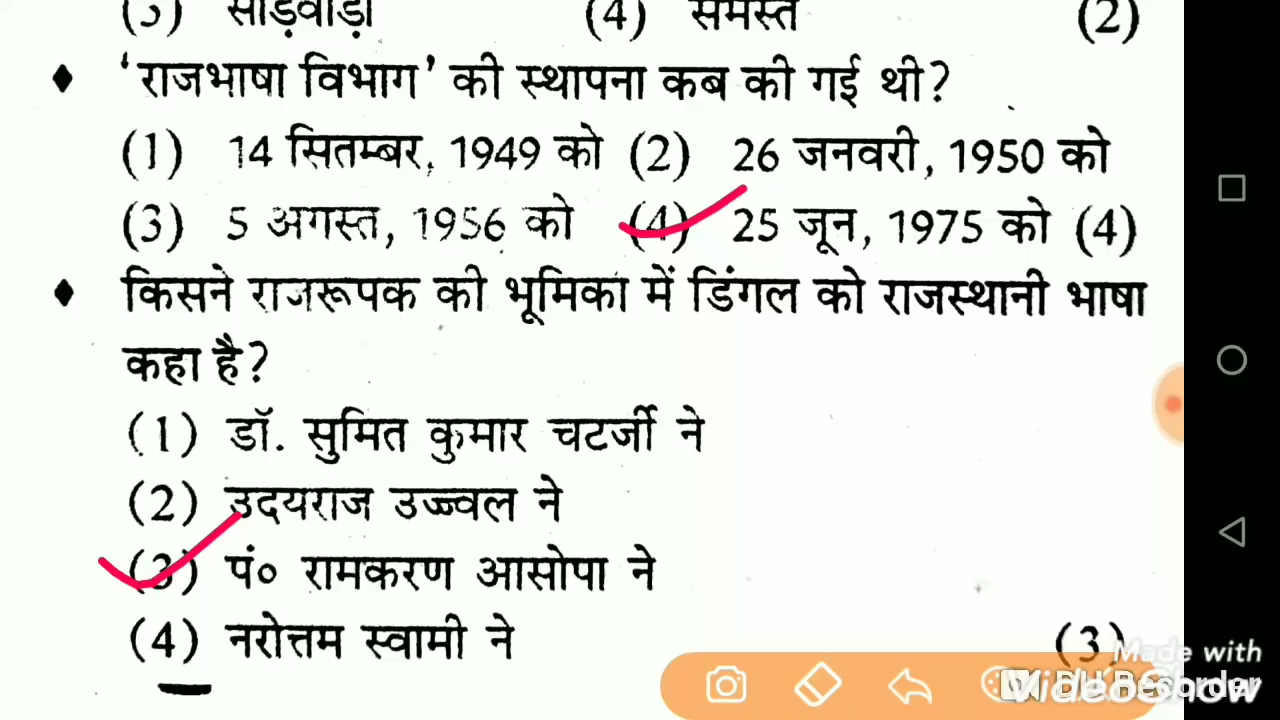 (3) सोड़वाड़ी (4) समस्त (2)
♦ 'राजभाषा विभाग' की स्थापना कब की गई थी?
(1) 14 सितम्बर, 1949 को (2) 26 जनवरी, 1950 को
(3) 5 अगस्त, 1956 को (4) 25 जून, 1975 को (4)
♦ किसने राजरूपक की भूमिका में डिंगल को राजस्थानी भाषा
कहा है?
(1) डॉ. सुमित कुमार चटर्जी ने
(2) उदयराज उज्ज्वल ने
(3) पं० रामकरण आसोपा ने
(4) नरोत्तम स्वामी ने (3)
Made with
VideoShow